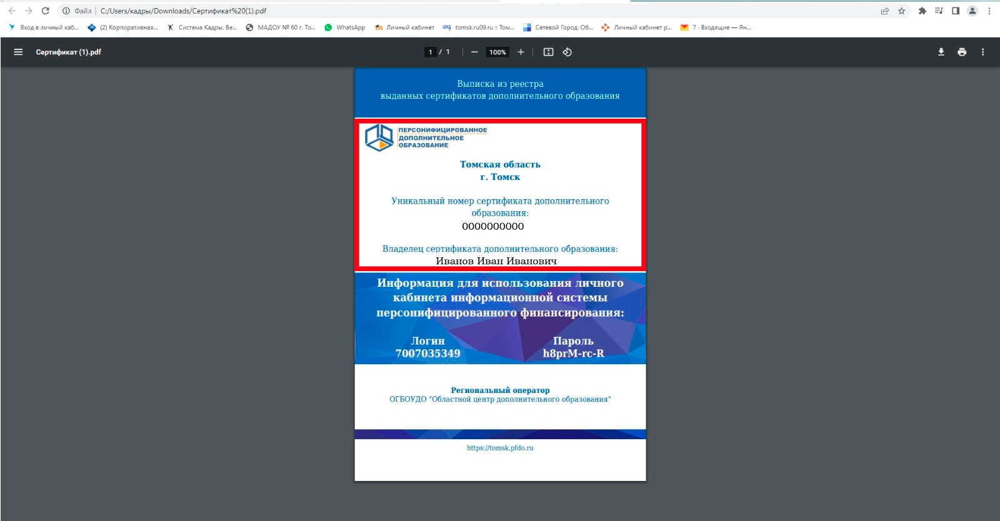 Файл C:/Users/кадры/Downloads/Сертификат%20(1).pdf
Вход в личный каб... (2) Корпоративная... Система Кадры. Ве... МАДОУ № 60 г. То... WhatsApp Личный кабинет tomsk.ru09.ru :: Том... Сетевой Город. Об... Личный кабинет р... 7 · Входящие — Ян...
Сертификат (1).pdf 1 / 1 100%
Выписка из реестра
выданных сертификатов дополнительного образования
ПЕРСОНИФИЦИРОВАННОЕ
ДОПОЛНИТЕЛЬНОЕ
ОБРАЗОВАНИЕ
Томская область
г. Томск
Уникальный номер сертификата дополнительного
образования:
0000000000
Владелец сертификата дополнительного образования:
Иванов Иван Иванович
Информация для использования личного
кабинета информационной системы
персонифицированного финансирования:
Логин Пароль
7007035349 h8prM-rc-R
Региональный оператор
ОГБОУДО "Областной центр дополнительного образования"
https://tomsk.pfdo.ru